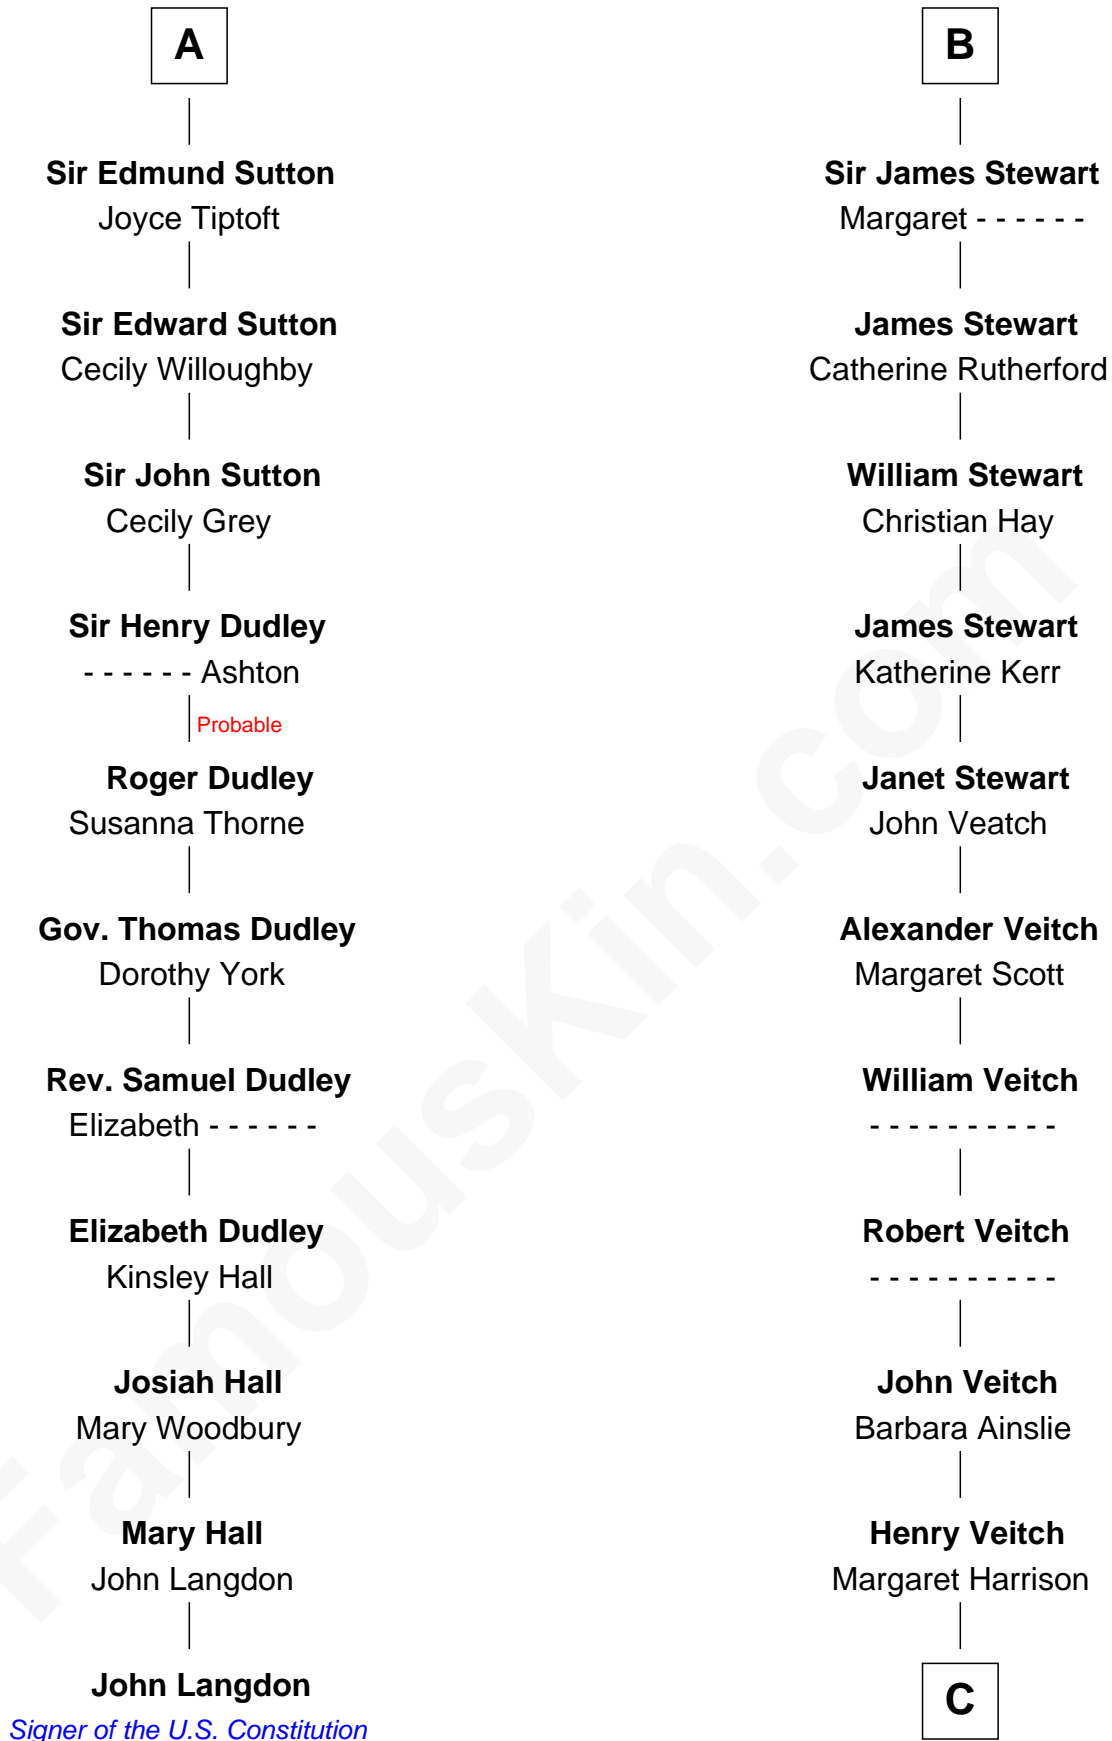 A
Sir Edmund Sutton
Joyce Tiptoft
Sir Edward Sutton
Cecily Willoughby
Sir John Sutton
Cecily Grey
Sir Henry Dudley
- - - - - - Ashton
Probable
Roger Dudley
Susanna Thorne
Gov. Thomas Dudley
Dorothy York
Rev. Samuel Dudley
Elizabeth - - - - - -
Elizabeth Dudley
Kinsley Hall
Josiah Hall
Mary Woodbury
Mary Hall
John Langdon
John Langdon
Signer of the U.S. Constitution
B
Sir James Stewart
Margaret - - - - - -
James Stewart
Catherine Rutherford
William Stewart
Christian Hay
James Stewart
Katherine Kerr
Janet Stewart
John Veatch
Alexander Veitch
Margaret Scott
William Veitch
- - - - - - - - - -
Robert Veitch
- - - - - - - - - -
John Veitch
Barbara Ainslie
Henry Veitch
Margaret Harrison
C
FamousKin.com